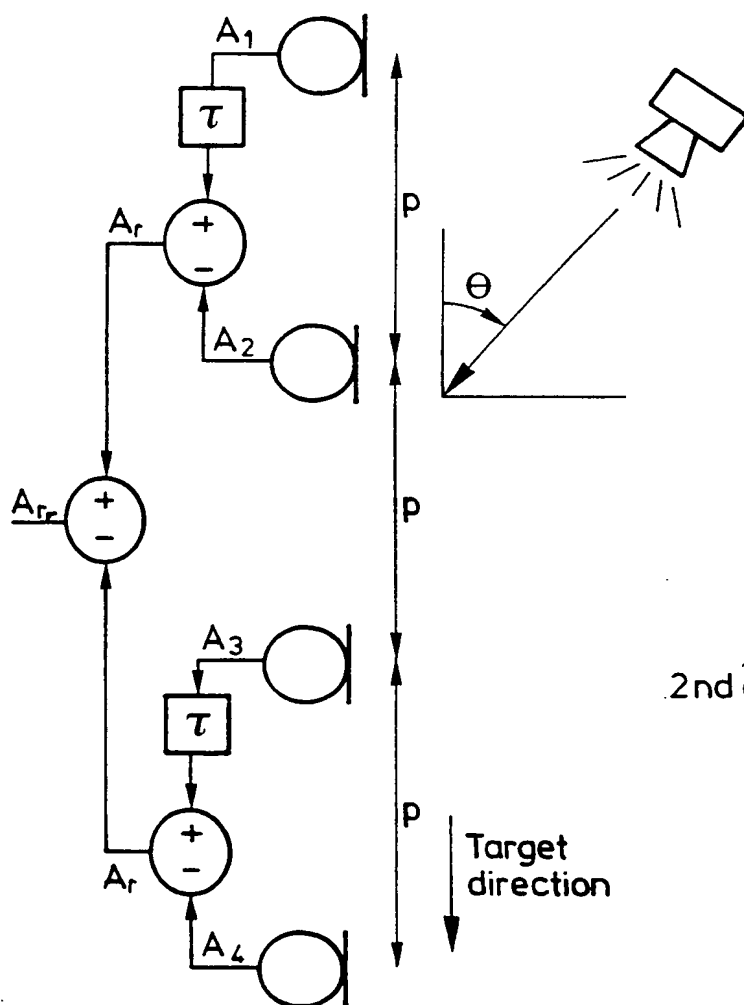 A1
τ
+
−
Ar
p
Θ
A2
+
−
Arr
p
A3
τ
2nd
+
−
Ar
p
Target
direction
A4